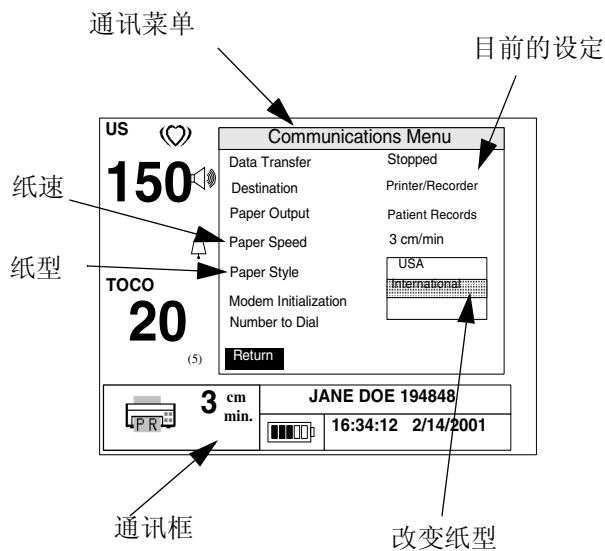 通讯菜单
目前的设定
US
Communications Menu
150
Data Transfer Stopped
Destination Printer/Recorder
纸速
Paper Output Patient Records
Paper Speed 3 cm/min
纸型
Paper Style USA
International
TOCO
20
(5)
Modem Initialization
Number to Dial
Return
PR
3 cm
min.
JANE DOE 194848
16:34:12 2/14/2001
通讯框
改变纸型